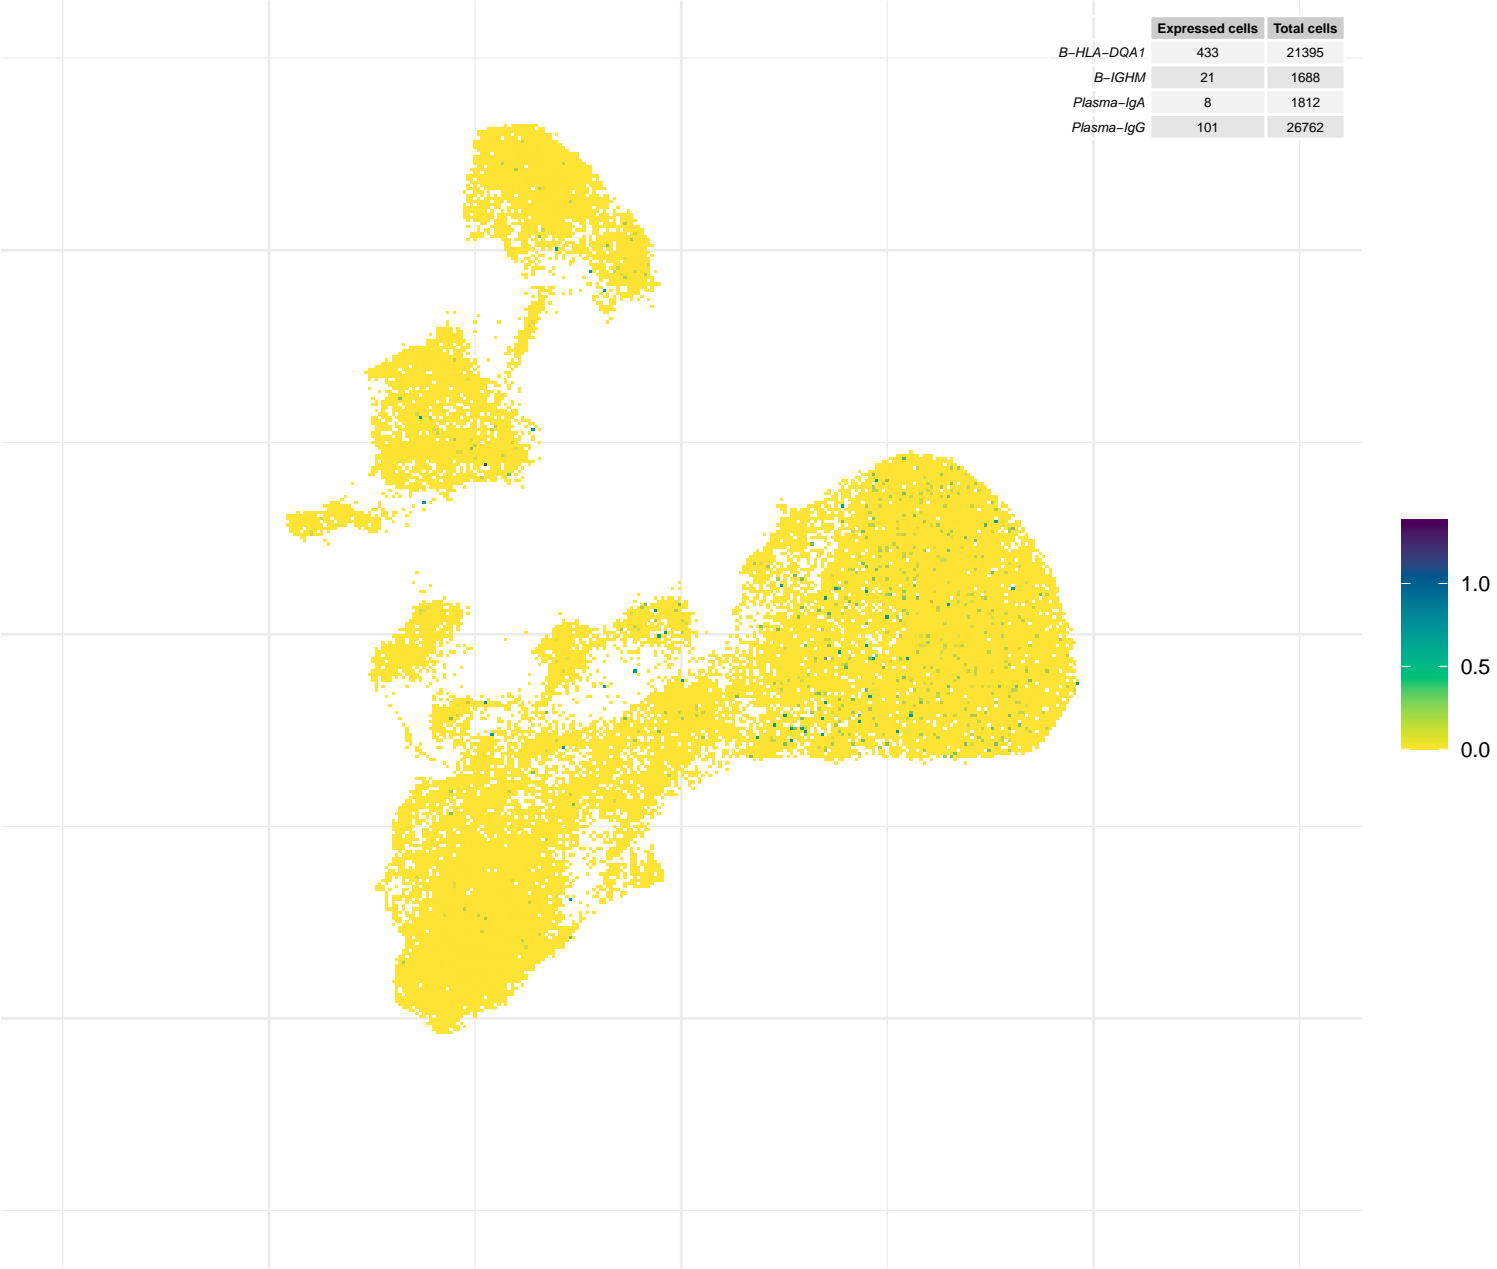 Expressed cells Total cells
B−HLA−DQA1 433 21395
B−IGHM 21 1688
Plasma−IgA 8 1812
Plasma−IgG 101 26762
1.0
0.5
0.0